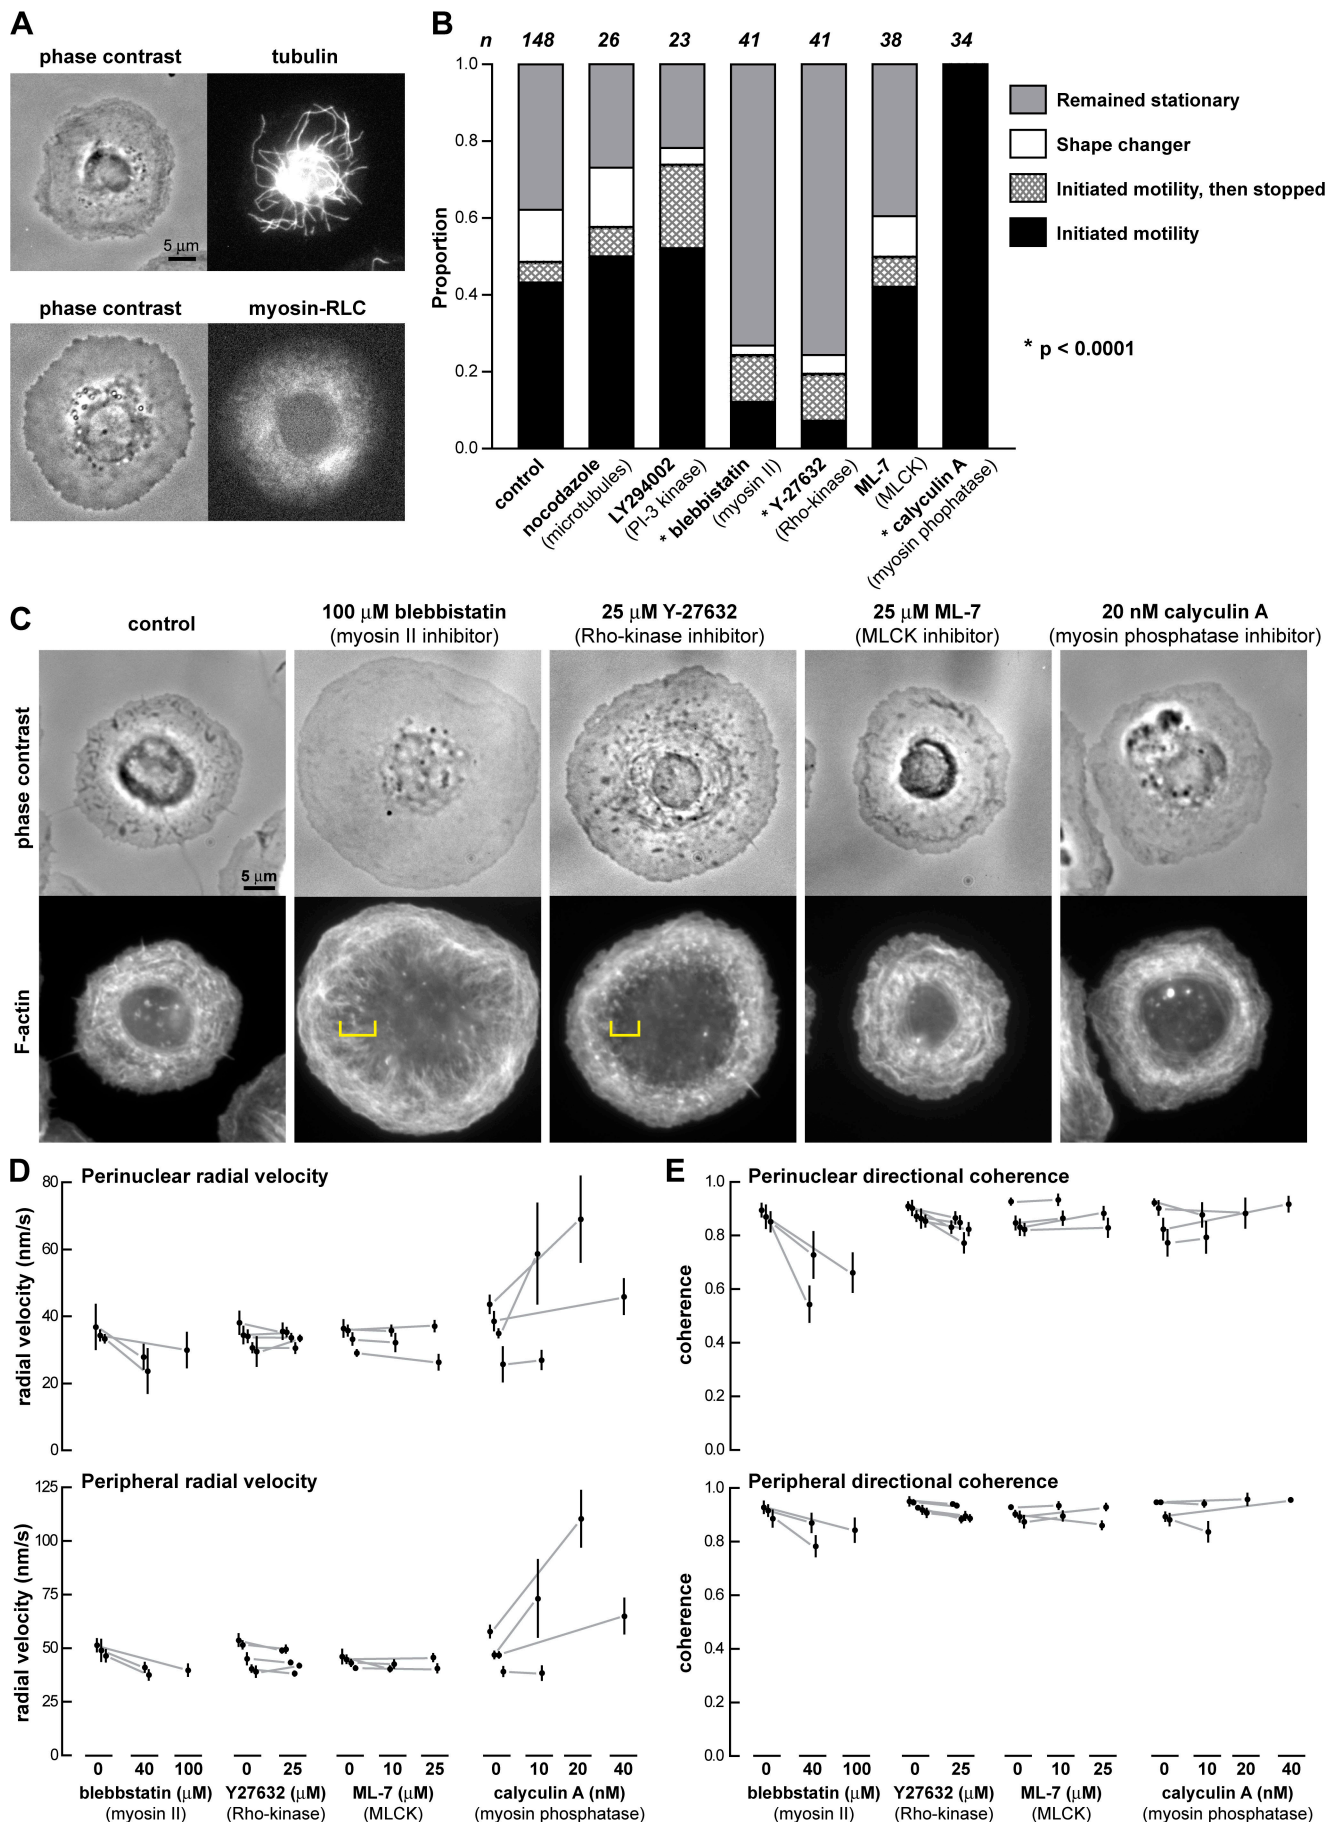 A
phase contrast
tubulin
5 μm
phase contrast
myosin-RLC
B
n 148 26 23 41 41 38 34
1.0
0.8
0.6
0.4
0.2
0.0
Proportion
control
nocodazole
(microtubules)
LY294002
(PI-3 kinase)
* blebbistatin
(myosin II)
* Y-27632
(Rho-kinase)
ML-7
(MLCK)
* calyculin A
(myosin phophatase)
Remained stationary
Shape changer
Initiated motility, then stopped
Initiated motility
* p < 0.0001
C
control
100 μM blebbistatin
(myosin II inhibitor)
25 μM Y-27632
(Rho-kinase inhibitor)
25 μM ML-7
(MLCK inhibitor)
20 nM calyculin A
(myosin phosphatase inhibitor)
phase contrast
5 μm
F-actin
D
Perinuclear radial velocity
80
60
40
20
0
radial velocity (nm/s)
Peripheral radial velocity
125
100
75
50
25
0
radial velocity (nm/s)
0 40 100 0 25 0 10 25 0 10 20 40
blebbstatin (μM) Y27632 (μM) ML-7 (μM) calyculin A (nM)
(myosin II) (Rho-kinase) (MLCK) (myosin phosphatase)
E
Perinuclear directional coherence
1.0
0.8
0.6
0.4
0.2
0.0
coherence
Peripheral directional coherence
1.0
0.8
0.6
0.4
0.2
0.0
coherence
0 40 100 0 25 0 10 25 0 10 20 40
blebbistatin (μM) Y27632 (μM) ML-7 (μM) calyculin A (nM)
(myosin II) (Rho-kinase) (MLCK) (myosin phosphatase)